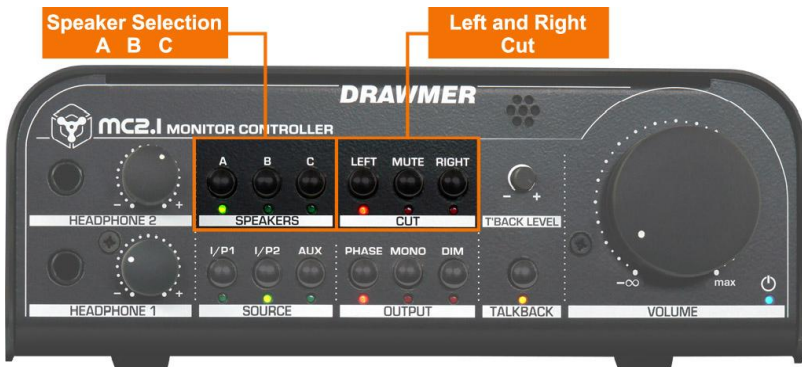 Speaker Selection
A B C
Left and Right
Cut
DRAWMER
MC2.1 MONITOR CONTROLLER
A B C
LEFT MUTE RIGHT
- +
HEADPHONE 2
SPEAKERS
CUT
- +
T'BACK LEVEL
I/P1 I/P2 AUX
PHASE MONO DIM
- +
HEADPHONE 1
SOURCE
OUTPUT
TALKBACK
-∞ max
VOLUME